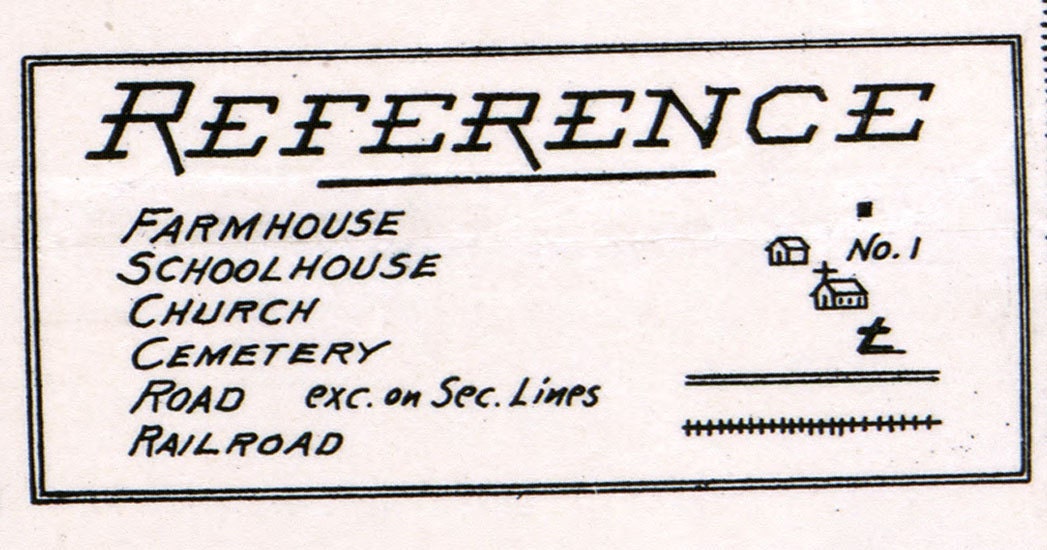 REFERENCE
FARMHOUSE
SCHOOLHOUSE No. 1
CHURCH
CEMETERY
ROAD exc. on Sec. Lines
RAILROAD